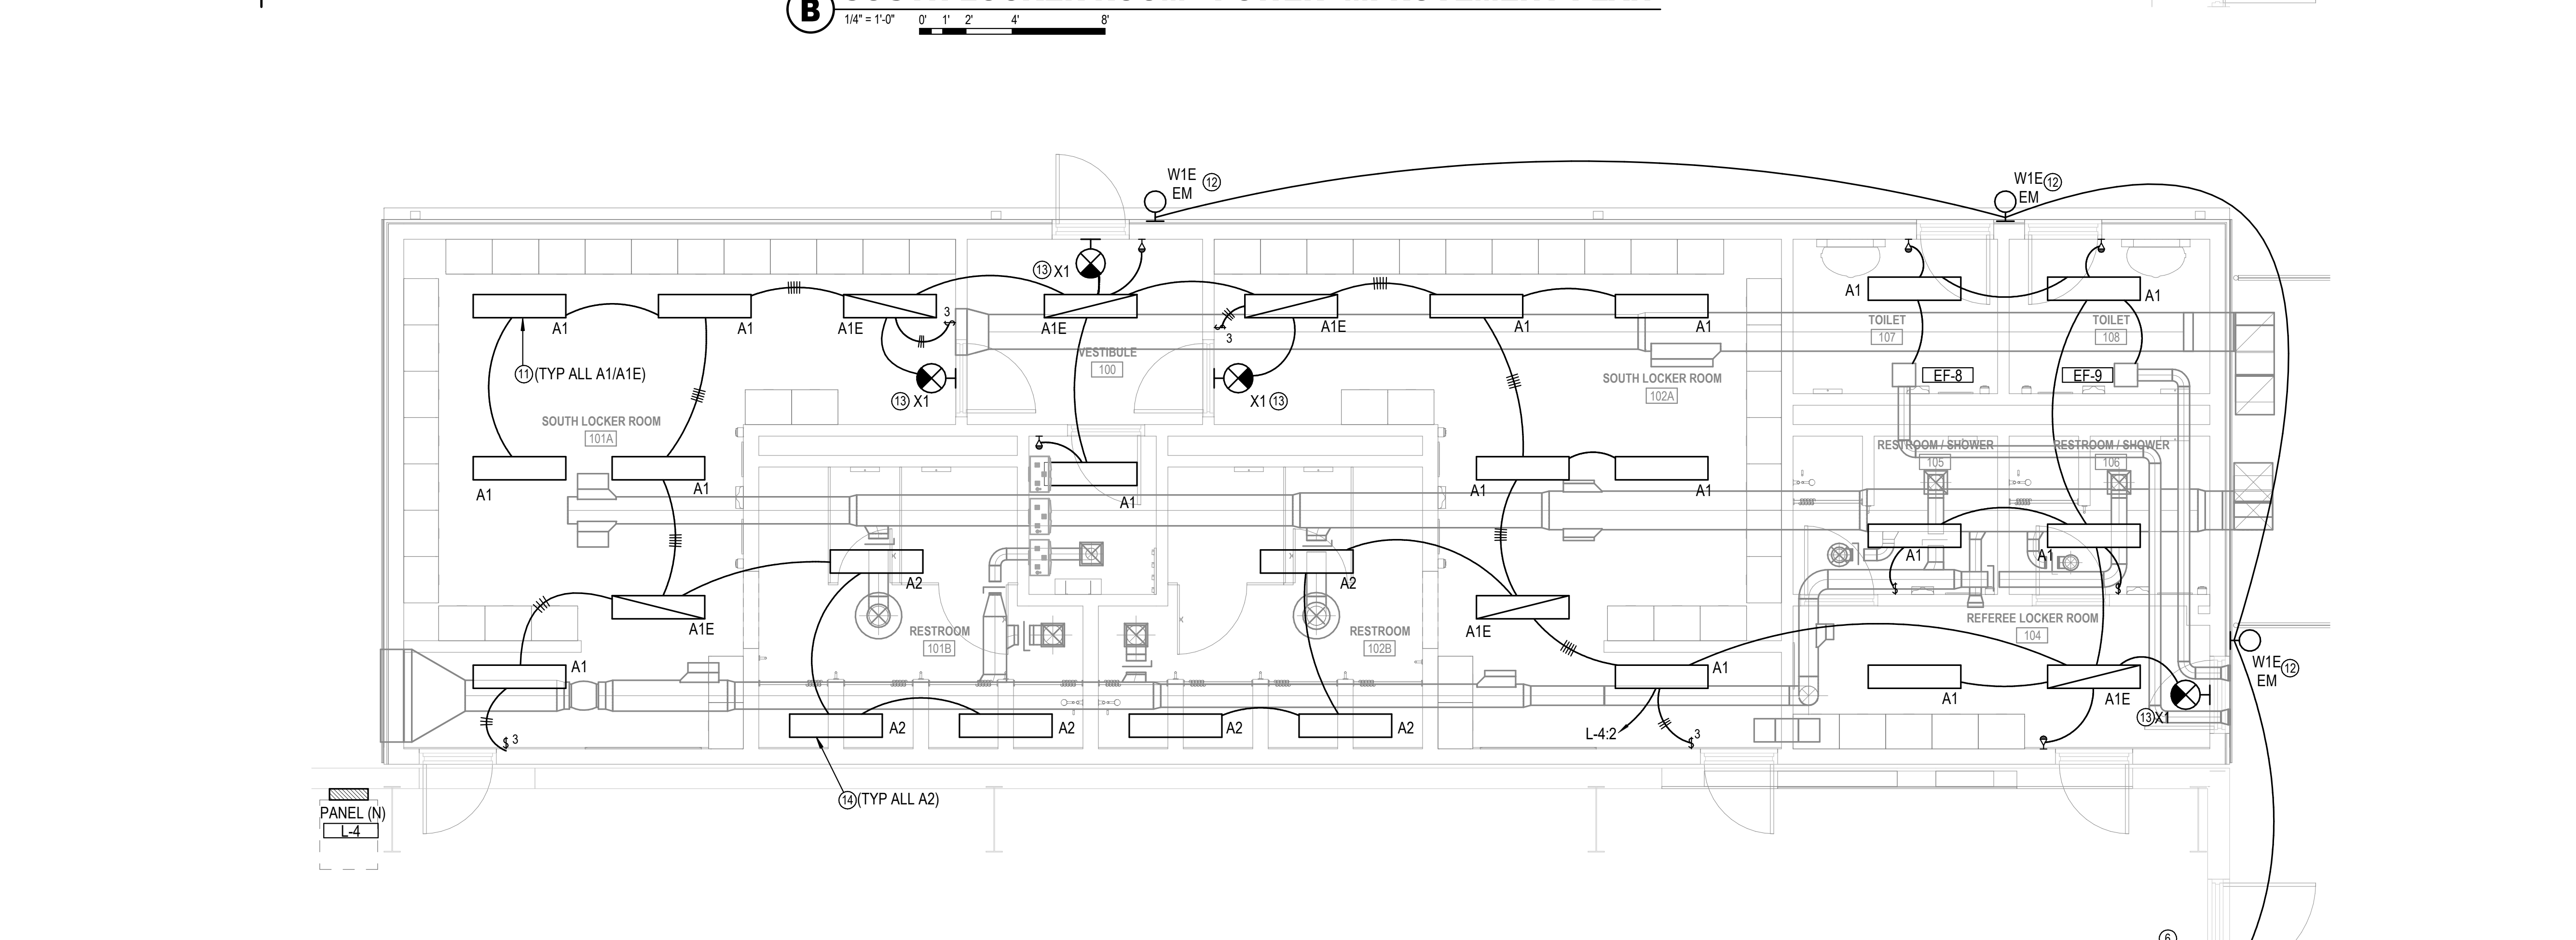 B
1/4" = 1'-0"
0' 1' 2' 4' 8'
W1E 12
EM
W1E 12
EM
13 X1
A1
A1
A1E
3
A1E
3
A1E
A1
A1
A1
A1
TOILET
107
TOILET
108
VESTIBULE
100
11 (TYP ALL A1/A1E)
13 X1
X1 13
SOUTH LOCKER ROOM
102A
EF-8
EF-9
SOUTH LOCKER ROOM
101A
RESTROOM / SHOWER
105
RESTROOM / SHOWER
106
A1
A1
A1
A1
A1
A1
A1
A2
A2
A1E
A1E
RESTROOM
101B
RESTROOM
102B
REFEREE LOCKER ROOM
104
A1
A1
W1E 12
EM
A1
A1E
13 X1
A2
A2
A2
A2
L-4:2
3
3
14 (TYP ALL A2)
PANEL (N)
L-4
6